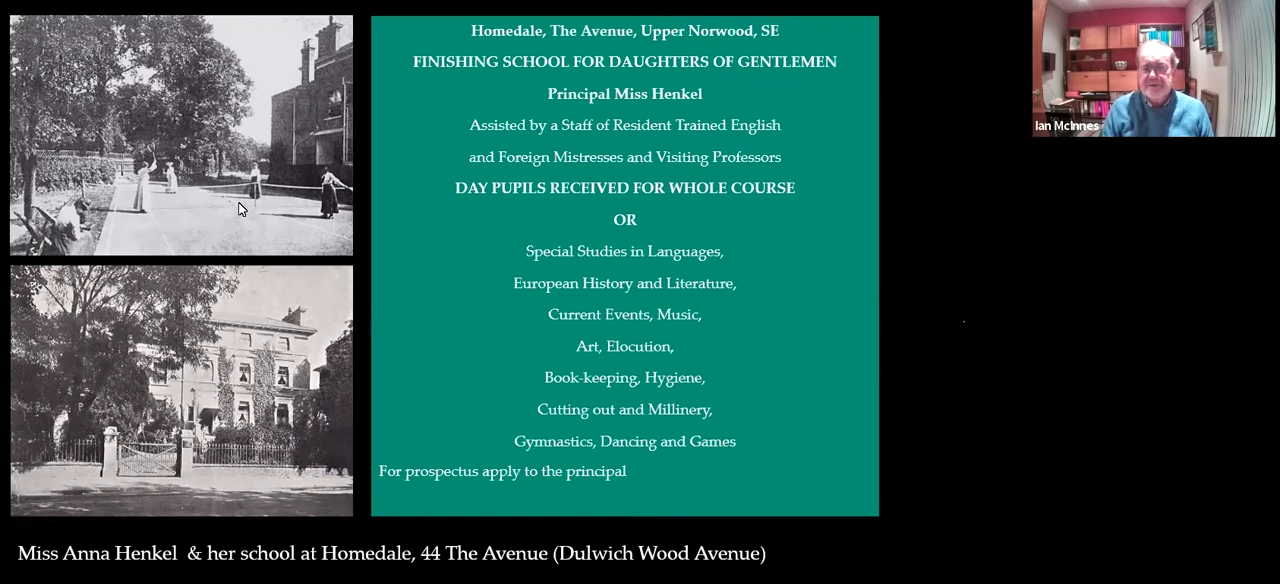 Homedale, The Avenue, Upper Norwood, SE
FINISHING SCHOOL FOR DAUGHTERS OF GENTLEMEN
Principal Miss Henkel
Assisted by a Staff of Resident Trained English
and Foreign Mistresses and Visiting Professors
DAY PUPILS RECEIVED FOR WHOLE COURSE
OR
Special Studies in Languages,
European History and Literature,
Current Events, Music,
Art, Elocution,
Book-keeping, Hygiene,
Cutting out and Millinery,
Gymnastics, Dancing and Games
For prospectus apply to the principal
Miss Anna Henkel & her school at Homedale, 44 The Avenue (Dulwich Wood Avenue)
Ian McInnes